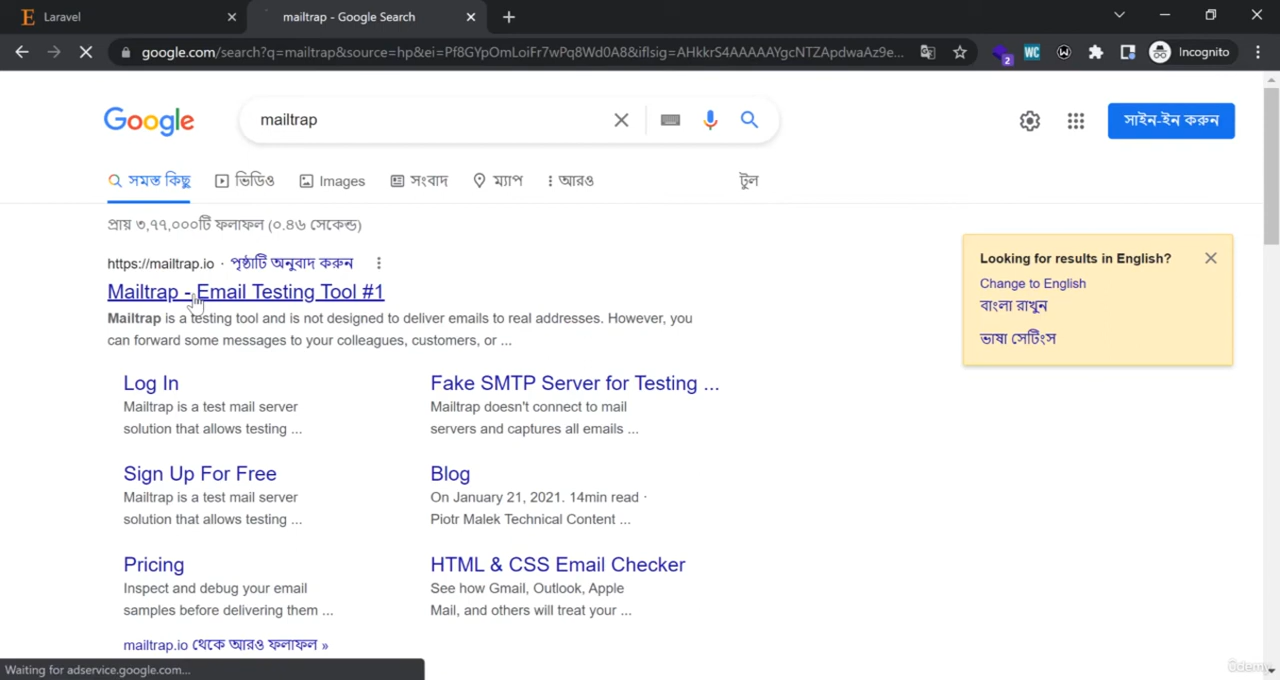 Laravel
mailtrap - Google Search
google.com/search?q=mailtrap&source=hp&ei=Pf8GYpOmLoiFr7wPq8Wd0A8&iflsig=AHkkrS4AAAAAYgcNTZApdwaAz9e...
WC
2
Incognito
Google
mailtrap
সাইন-ইন করুন
সমস্ত কিছু
ভিডিও
Images
সংবাদ
ম্যাপ
আরও
টুল
প্রায় ৩,৭৭,০০০টি ফলাফল (০.৪৬ সেকেন্ড)
https://mailtrap.io · পৃষ্ঠাটি অনুবাদ করুন
Mailtrap - Email Testing Tool #1
Mailtrap is a testing tool and is not designed to deliver emails to real addresses. However, you
can forward some messages to your colleagues, customers, or ...
Looking for results in English?
Change to English
বাংলা রাখুন
ভাষা সেটিংস
Log In
Mailtrap is a test mail server
solution that allows testing ...
Fake SMTP Server for Testing ...
Mailtrap doesn't connect to mail
servers and captures all emails ...
Sign Up For Free
Mailtrap is a test mail server
solution that allows testing ...
Blog
On January 21, 2021. 14min read ·
Piotr Malek Technical Content ...
Pricing
Inspect and debug your email
samples before delivering them ...
HTML & CSS Email Checker
See how Gmail, Outlook, Apple
Mail, and others will treat your ...
mailtrap.io থেকে আরও ফলাফল »
Waiting for adservice.google.com...
Udemy